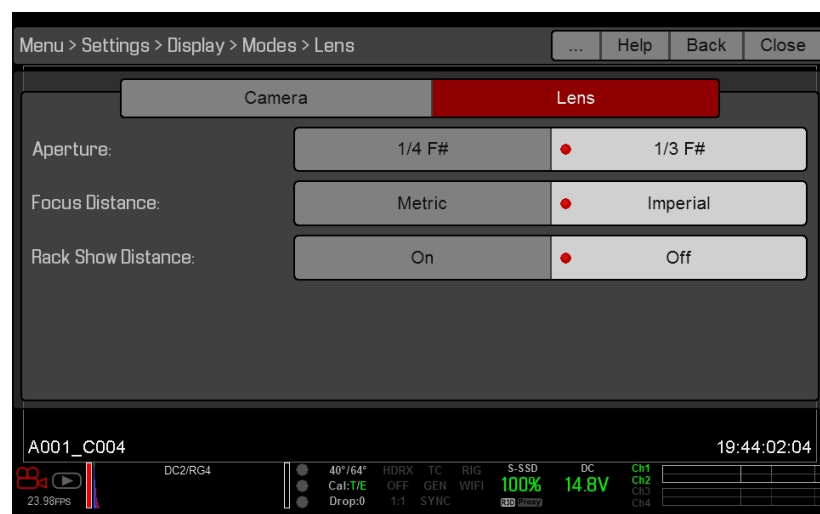 Menu > Settings > Display > Modes > Lens ... Help Back Close
Camera Lens
Aperture: 1/4 F# 1/3 F#
Focus Distance: Metric Imperial
Rack Show Distance: On Off
A001_C004 19:44:02:04
DC2/RG4 40°/64° HDRX TC RIG S-SSD DC Ch1
Cal:T/E OFF GEN WIFI 100% 14.8V Ch2
Ch3
23.98FPS Drop:0 1:1 SYNC R3D Proxy Ch4